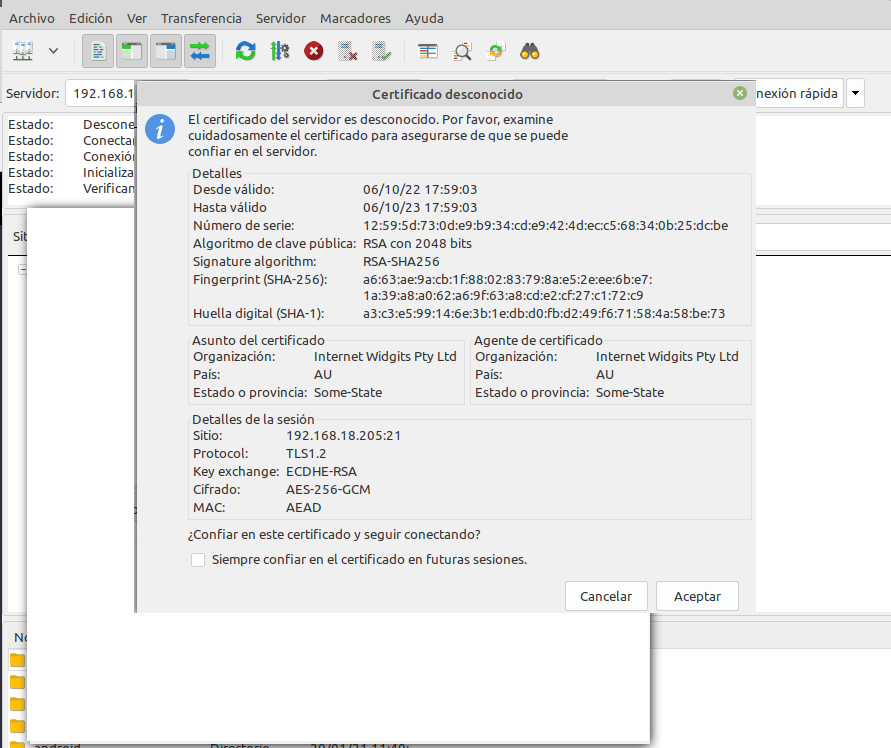 Archivo Edición Ver Transferencia Servidor Marcadores Ayuda
Servidor: 192.168.1
nexión rápida
Estado:
Estado: Conectar
Estado: Conexión
Estado:
Estado:
Certificado desconocido
El certificado del servidor es desconocido. Por favor, examine
cuidadosamente el certificado para asegurarse de que se puede
confiar en el servidor.
Detalles
Desde válido: 06/10/22 17:59:03
Hasta válido 06/10/23 17:59:03
Número de serie: 12:59:5d:73:0d:e9:b9:34:cd:e9:42:4d:ec:c5:68:34:0b:25:dc:be
Algoritmo de clave pública: RSA con 2048 bits
Signature algorithm: RSA-SHA256
Fingerprint (SHA-256): a6:63:ae:9a:cb:1f:88:02:83:79:8a:e5:2e:ee:6b:e7:
1a:39:a8:a0:62:a6:9f:63:a8:cd:e2:cf:27:c1:72:c9
Huella digital (SHA-1): a3:c3:e5:99:14:6e:3b:1e:db:d0:fb:d2:49:f6:71:58:4a:58:be:73
Asunto del certificado
Organización: Internet Widgits Pty Ltd
País: AU
Estado o provincia: Some-State
Agente de certificado
Organización: Internet Widgits Pty Ltd
País: AU
Estado o provincia: Some-State
Detalles de la sesión
Sitio: 192.168.18.205:21
Protocol: TLS1.2
Key exchange: ECDHE-RSA
Cifrado: AES-256-GCM
MAC: AEAD
¿Confiar en este certificado y seguir conectando?
Siempre confiar en el certificado en futuras sesiones.
Cancelar Aceptar
android Directorio